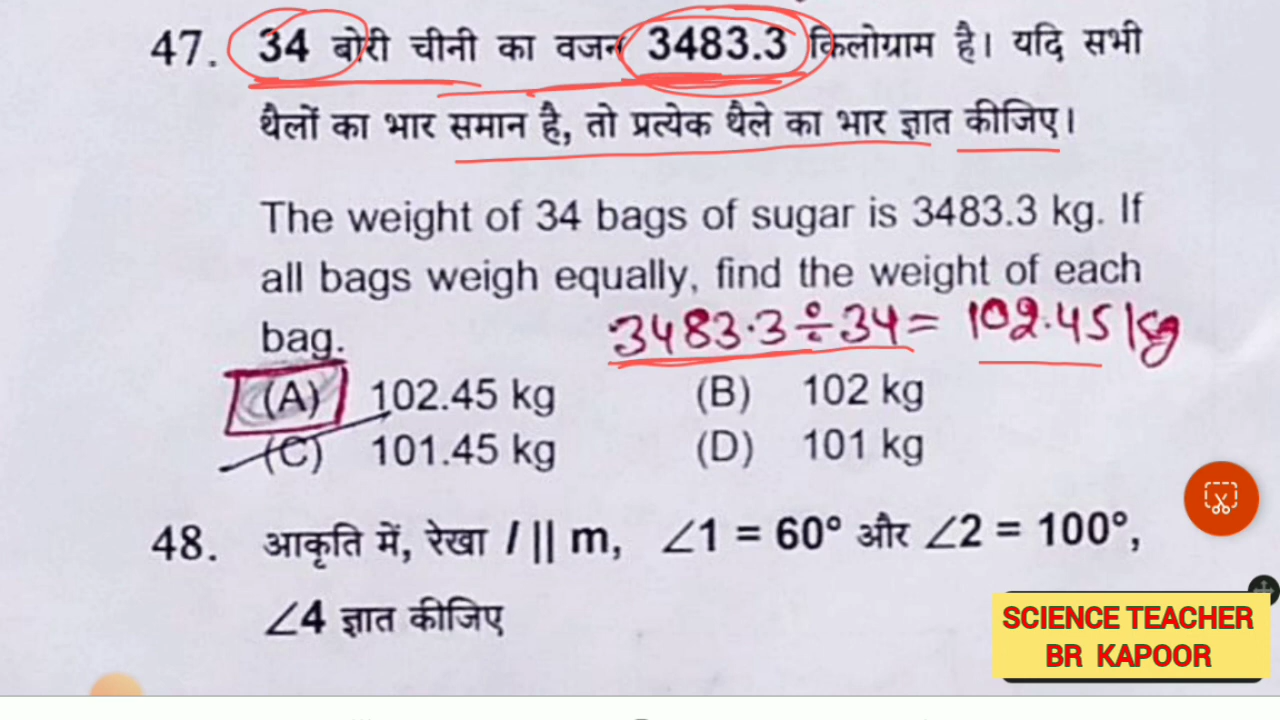 47. 34 बोरी चीनी का वजन 3483.3 किलोग्राम है। यदि सभी
थैलों का भार समान है, तो प्रत्येक थैले का भार ज्ञात कीजिए।
The weight of 34 bags of sugar is 3483.3 kg. If
all bags weigh equally, find the weight of each
bag.
3483.3 ÷ 34 = 102.45 kg
(A) 102.45 kg (B) 102 kg
(C) 101.45 kg (D) 101 kg
48. आकृति में, रेखा l || m, ∠1 = 60° और ∠2 = 100°,
∠4 ज्ञात कीजिए
SCIENCE TEACHER
BR KAPOOR